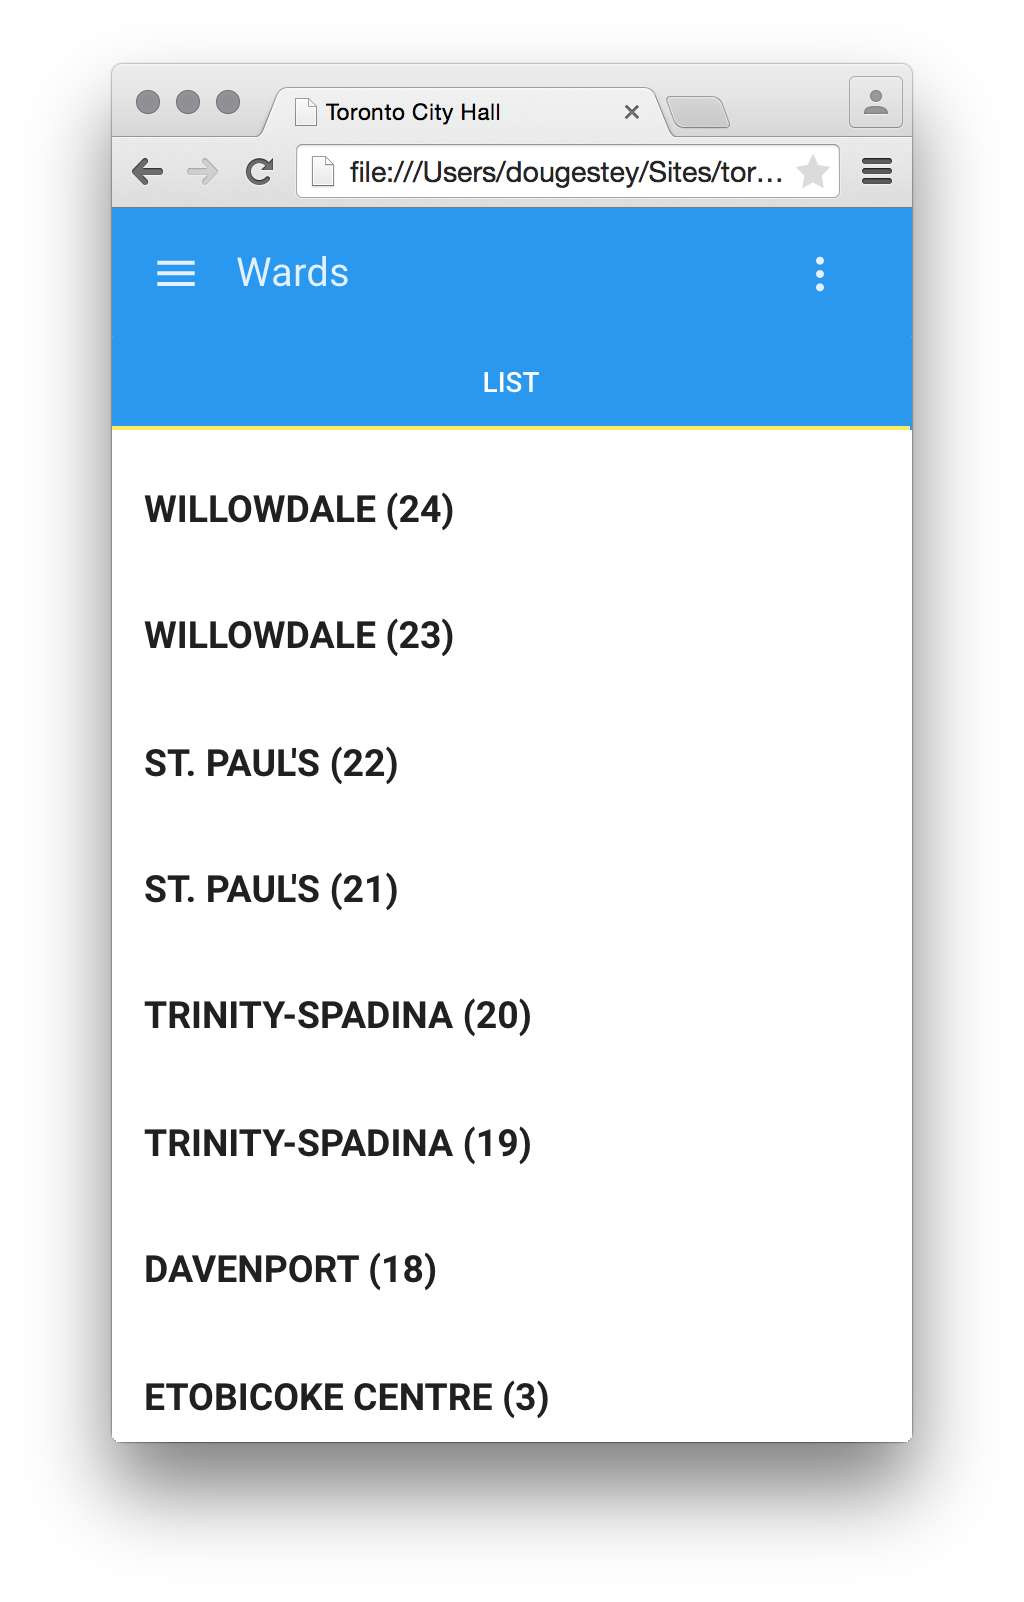 Toronto City Hall
file:///Users/dougestey/Sites/tor...
Wards
LIST
WILLOWDALE (24)
WILLOWDALE (23)
ST. PAUL'S (22)
ST. PAUL'S (21)
TRINITY-SPADINA (20)
TRINITY-SPADINA (19)
DAVENPORT (18)
ETOBICOKE CENTRE (3)